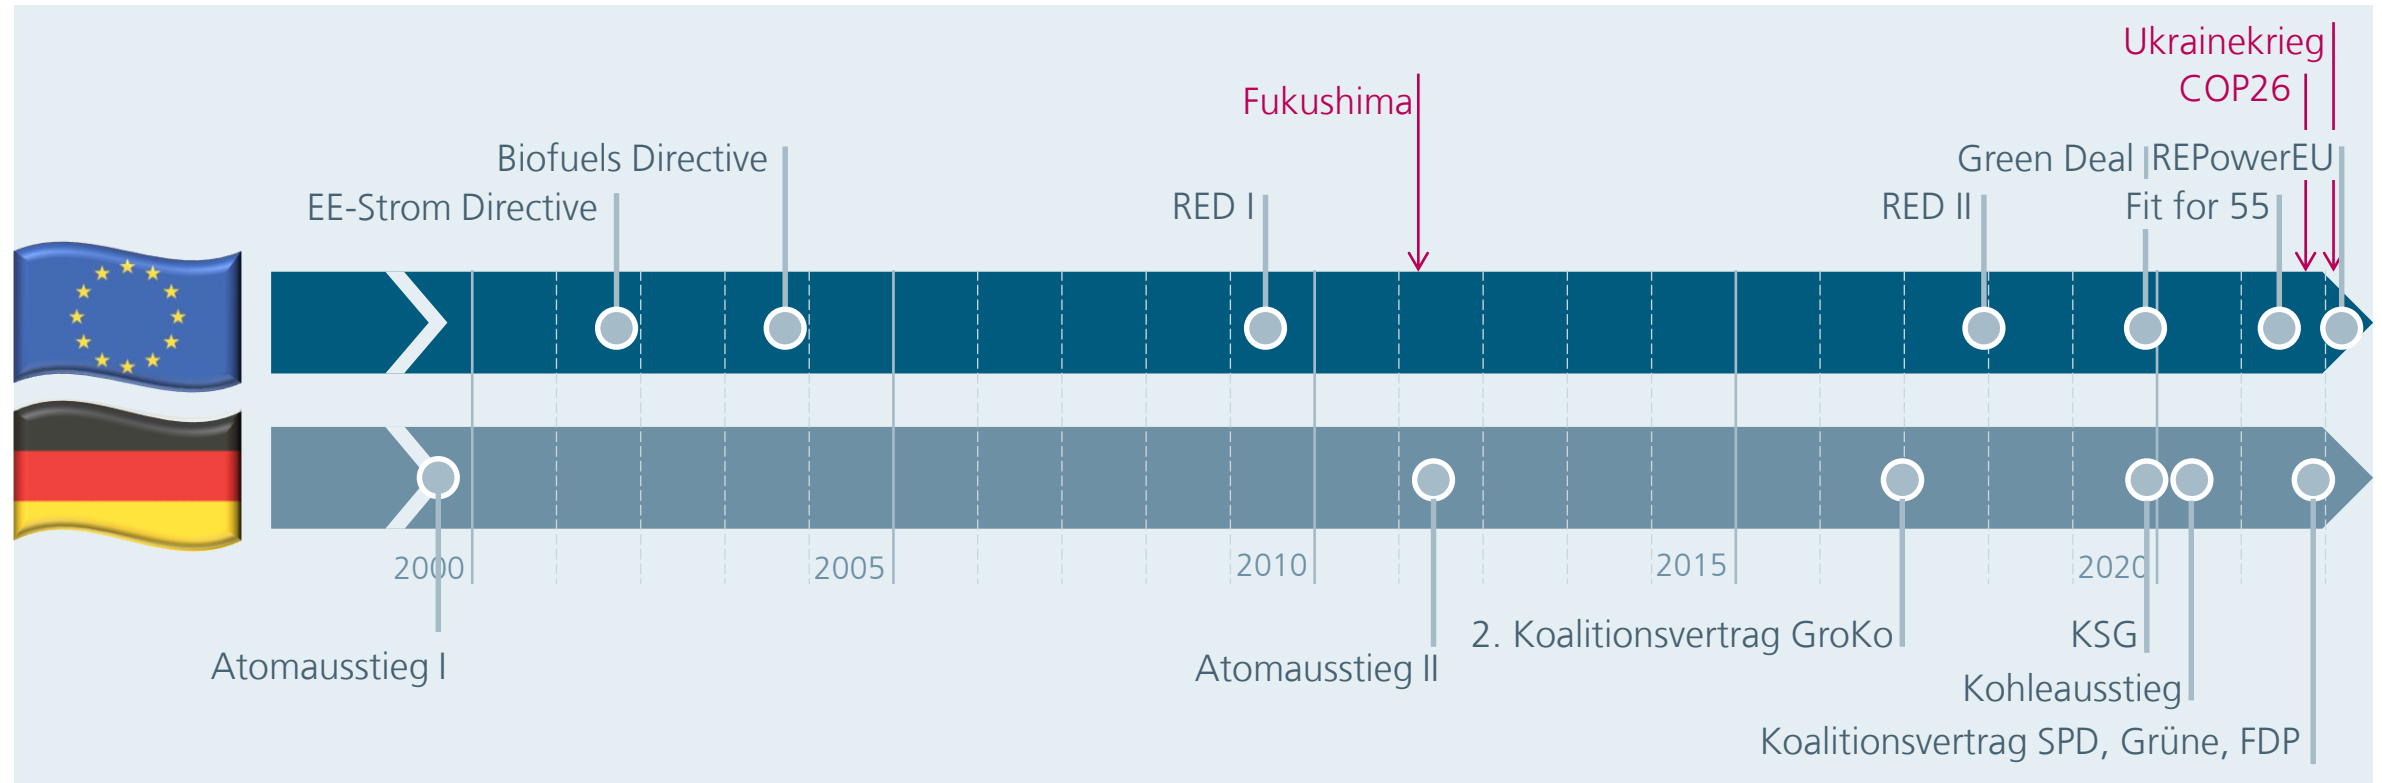 Ukrainekrieg
COP26
Fukushima
Biofuels Directive
Green Deal
REPowerEU
EE-Strom Directive
RED I
RED II
Fit for 55
2000
2005
2010
2015
2020
2. Koalitionsvertrag GroKo
KSG
Atomausstieg I
Atomausstieg II
Kohleausstieg
Koalitionsvertrag SPD, Grüne, FDP